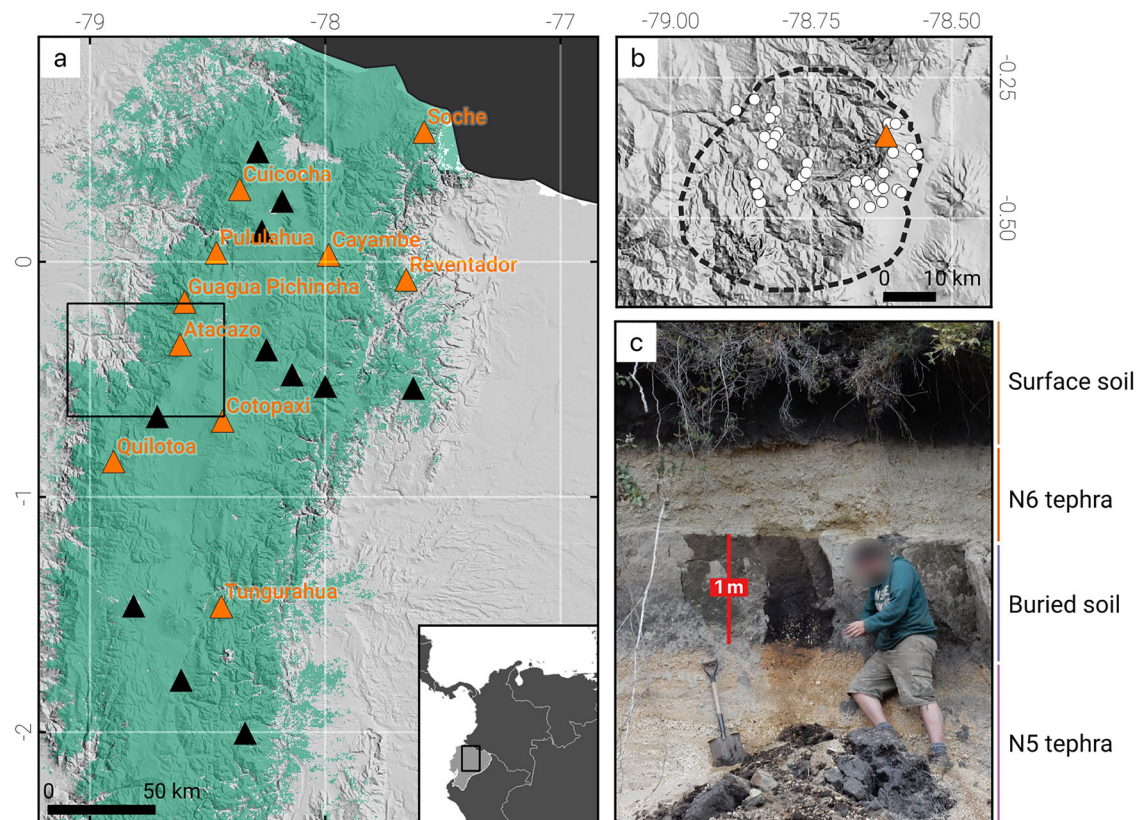 -79
-78
-77
-79.00
-78.75
-78.50
a
b
-0.25
Soche
Cuicocha
Pululahua
Cayambe
0
Reventador
-0.50
Guagua Pichincha
0
10 km
Atacazo
c
Surface soil
Cotopaxi
Quilotoa
N6 tephra
-1
1 m
Tungurahua
Buried soil
-2
N5 tephra
0
50 km